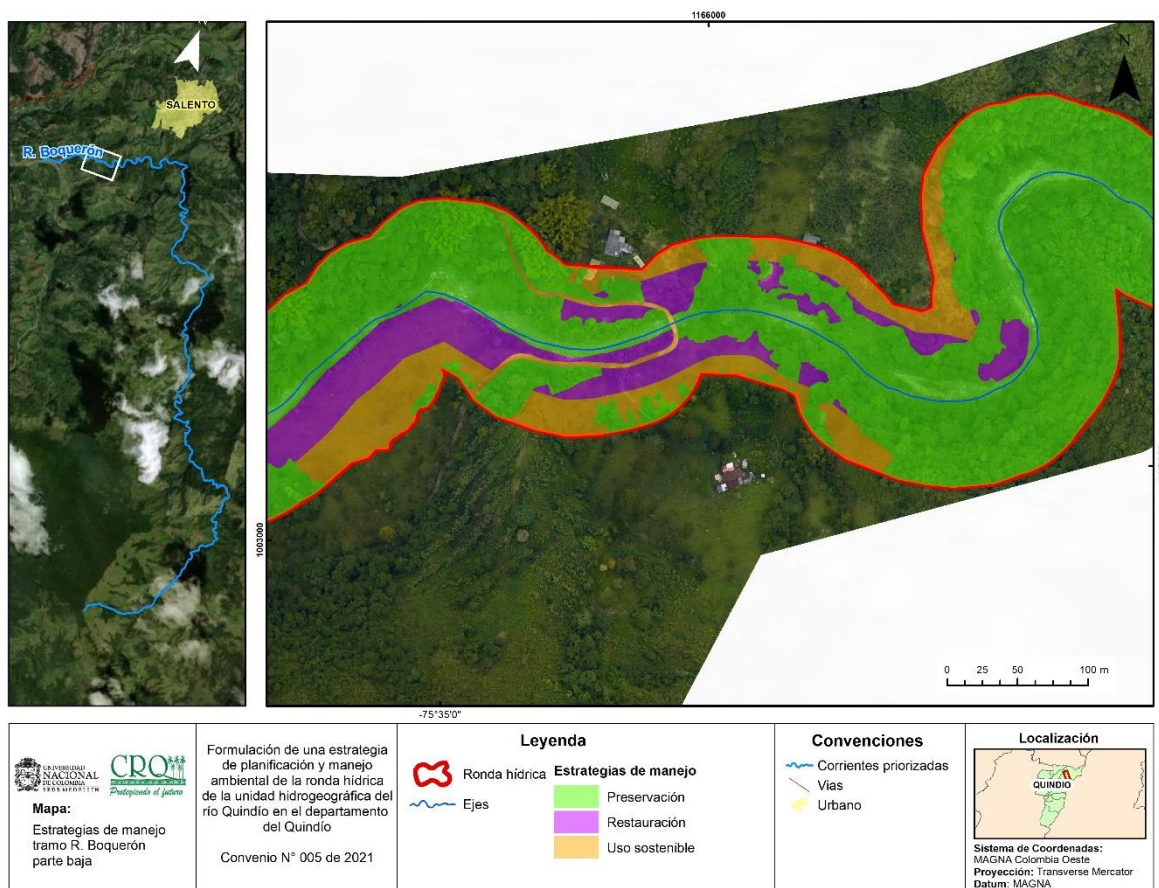 N
SALENTO
R. Boquerón
1166000
N
1003000
0 25 50 100 m
-75°35'0"
UNIVERSIDAD
NACIONAL
DE COLOMBIA
SEDE MEDELLÍN
CRQ
Protegiendo el futuro
Mapa:
Estrategias de manejo
tramo R. Boquerón
parte baja
Formulación de una estrategia
de planificación y manejo
ambiental de la ronda hídrica
de la unidad hidrogeográfica del
río Quindío en el departamento
del Quindío
Convenio N° 005 de 2021
Leyenda
Ronda hídrica
Ejes
Estrategias de manejo
Preservación
Restauración
Uso sostenible
Convenciones
Corrientes priorizadas
Vias
Urbano
Localización
QUINDIO
Sistema de Coordenadas:
MAGNA Colombia Oeste
Proyección: Transverse Mercator
Datum: MAGNA